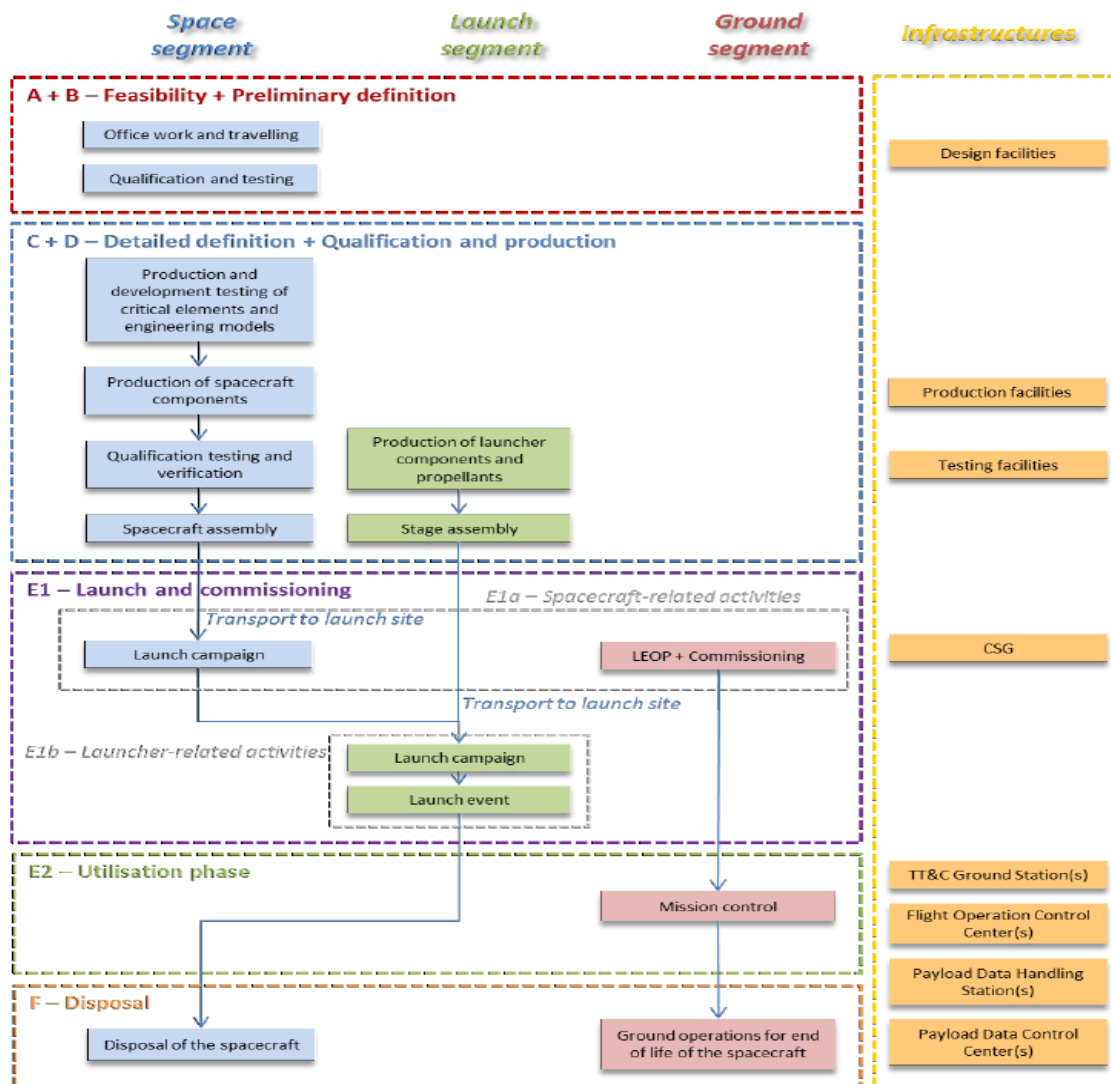 Space
segment
Launch
segment
Ground
segment
Infrastructures
A + B – Feasibility + Preliminary definition
Office work and travelling
Qualification and testing
Design facilities
C + D – Detailed definition + Qualification and production
Production and
development testing of
critical elements and
engineering models
Production of spacecraft
components
Production facilities
Qualification testing and
verification
Production of launcher
components and
propellants
Testing facilities
Spacecraft assembly
Stage assembly
E1 – Launch and commissioning
E1a – Spacecraft-related activities
Transport to launch site
Launch campaign
LEOP + Commissioning
CSG
Transport to launch site
E1b – Launcher-related activities
Launch campaign
Launch event
E2 – Utilisation phase
TT&C Ground Station(s)
Mission control
Flight Operation Control
Center(s)
Payload Data Handling
Station(s)
F – Disposal
Disposal of the spacecraft
Ground operations for end
of life of the spacecraft
Payload Data Control
Center(s)